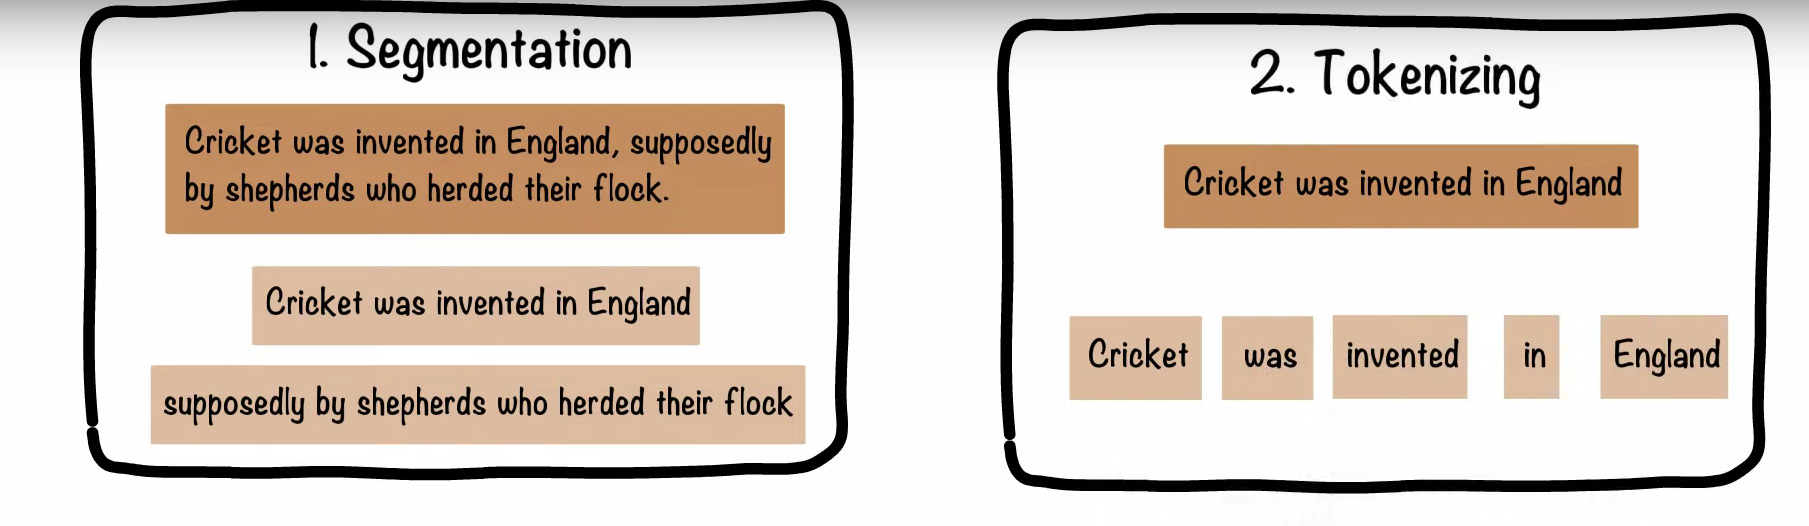 1. Segmentation
Cricket was invented in England, supposedly
by shepherds who herded their flock.
Cricket was invented in England
supposedly by shepherds who herded their flock
2. Tokenizing
Cricket was invented in England
Cricket was invented in England